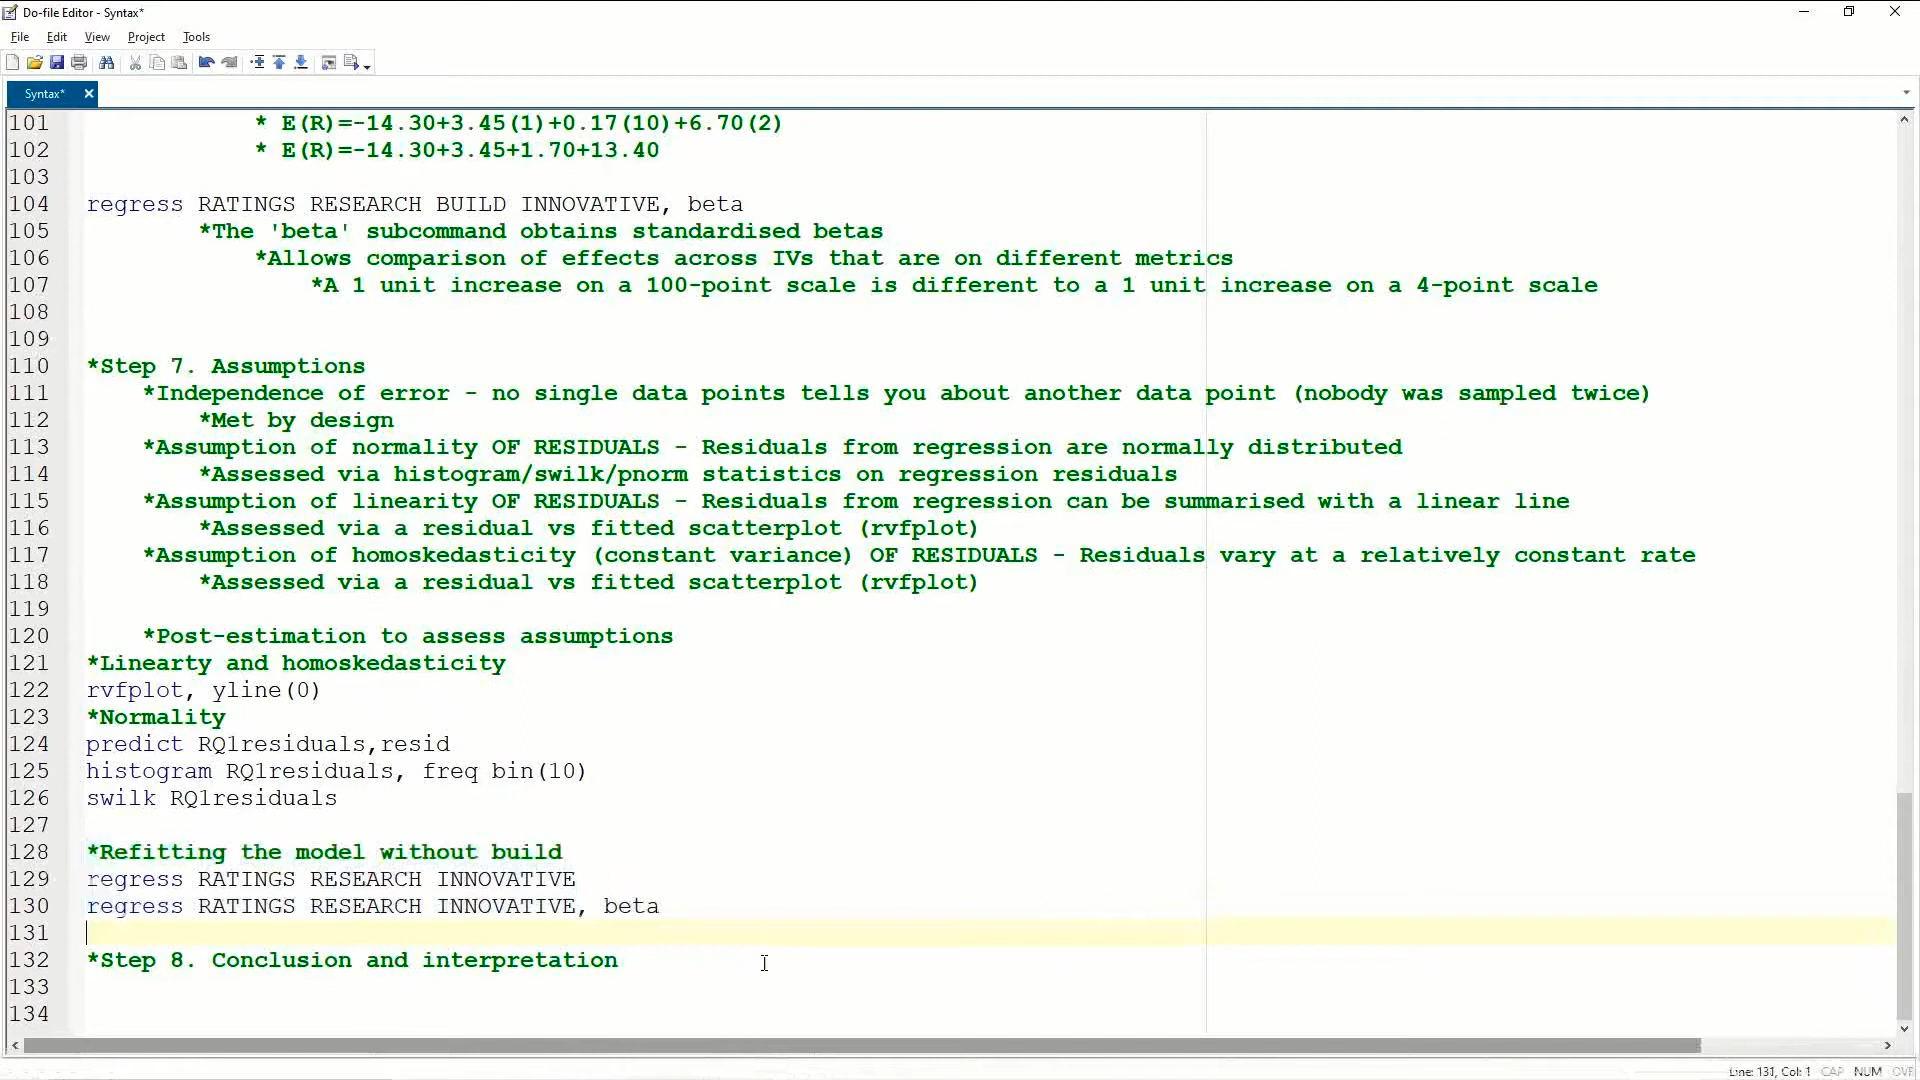 Do-file Editor - Syntax*
File Edit View Project Tools
Syntax*
101 * E(R)=-14.30+3.45(1)+0.17(10)+6.70(2)
102 * E(R)=-14.30+3.45+1.70+13.40
103
104 regress RATINGS RESEARCH BUILD INNOVATIVE, beta
105 *The 'beta' subcommand obtains standardised betas
106 *Allows comparison of effects across IVs that are on different metrics
107 *A 1 unit increase on a 100-point scale is different to a 1 unit increase on a 4-point scale
108
109
110 *Step 7. Assumptions
111 *Independence of error - no single data points tells you about another data point (nobody was sampled twice)
112 *Met by design
113 *Assumption of normality OF RESIDUALS - Residuals from regression are normally distributed
114 *Assessed via histogram/swilk/pnorm statistics on regression residuals
115 *Assumption of linearity OF RESIDUALS - Residuals from regression can be summarised with a linear line
116 *Assessed via a residual vs fitted scatterplot (rvfplot)
117 *Assumption of homoskedasticity (constant variance) OF RESIDUALS - Residuals vary at a relatively constant rate
118 *Assessed via a residual vs fitted scatterplot (rvfplot)
119
120 *Post-estimation to assess assumptions
121 *Linearty and homoskedasticity
122 rvfplot, yline(0)
123 *Normality
124 predict RQ1residuals,resid
125 histogram RQ1residuals, freq bin(10)
126 swilk RQ1residuals
127
128 *Refitting the model without build
129 regress RATINGS RESEARCH INNOVATIVE
130 regress RATINGS RESEARCH INNOVATIVE, beta
131
132 *Step 8. Conclusion and interpretation
133
134
Line: 131, Col: 1 CAP NUM OVR